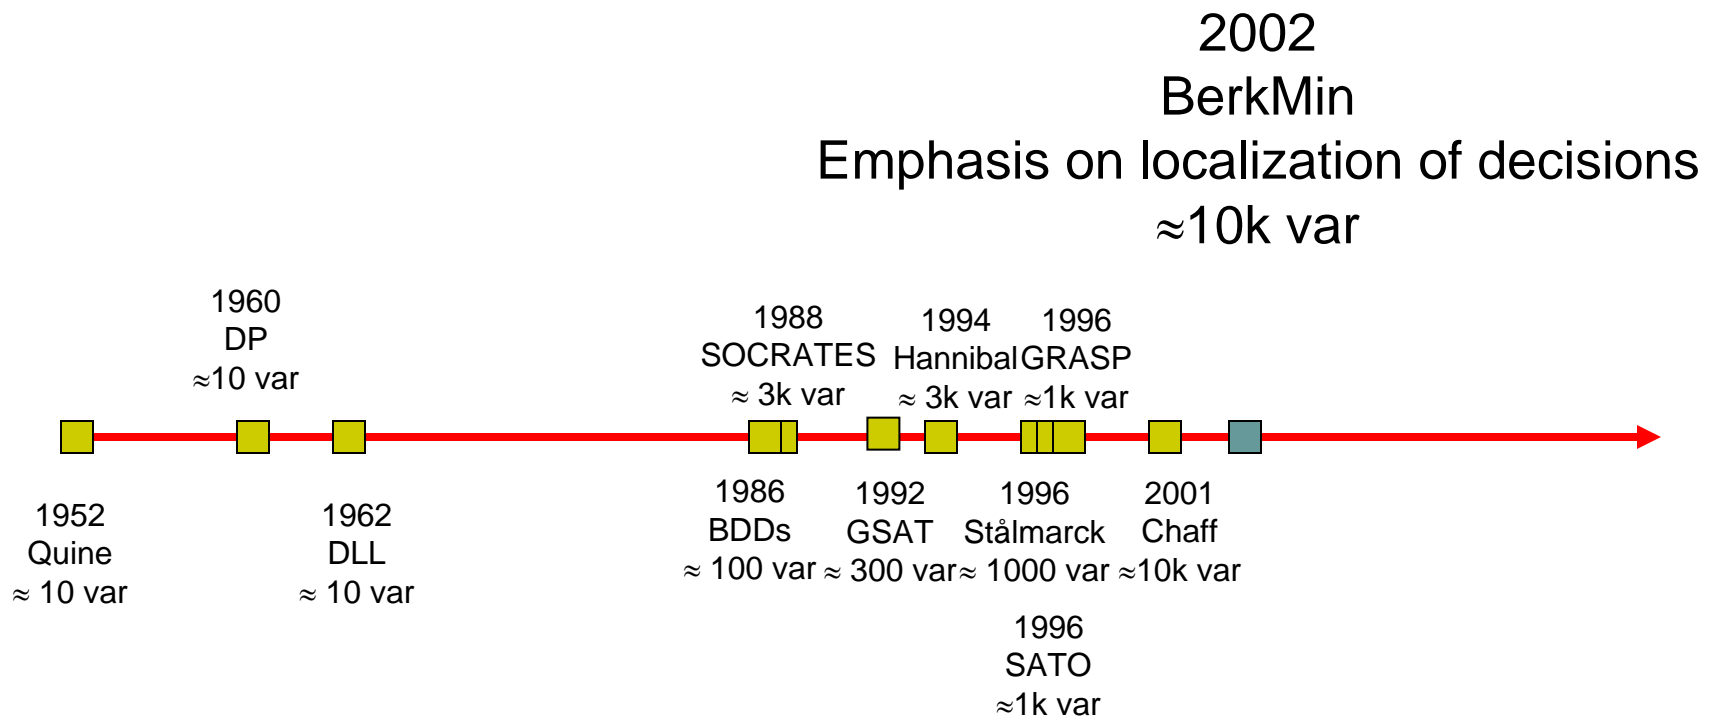 2002
BerkMin
Emphasis on localization of decisions
≈10k var
1960
DP
≈10 var
1988
SOCRATES
≈ 3k var
1994
Hannibal
≈ 3k var
1996
GRASP
≈1k var
1952
Quine
≈ 10 var
1962
DLL
≈ 10 var
1986
BDDs
≈ 100 var
1992
GSAT
≈ 300 var
1996
Stålmarck
≈ 1000 var
2001
Chaff
≈10k var
1996
SATO
≈1k var